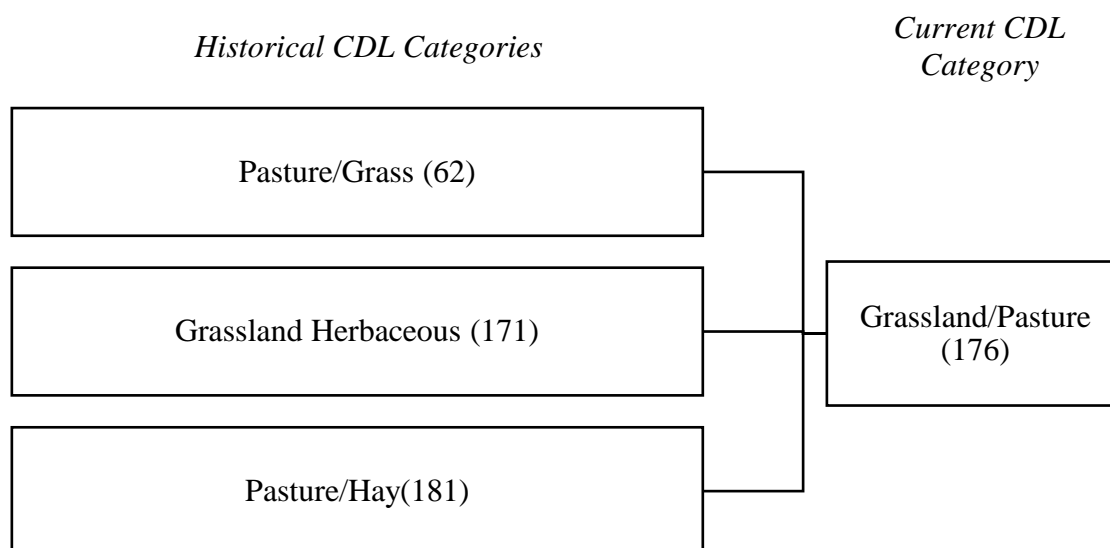 Historical CDL Categories
Current CDL
Category
Pasture/Grass (62)
Grassland Herbaceous (171)
Grassland/Pasture
(176)
Pasture/Hay(181)